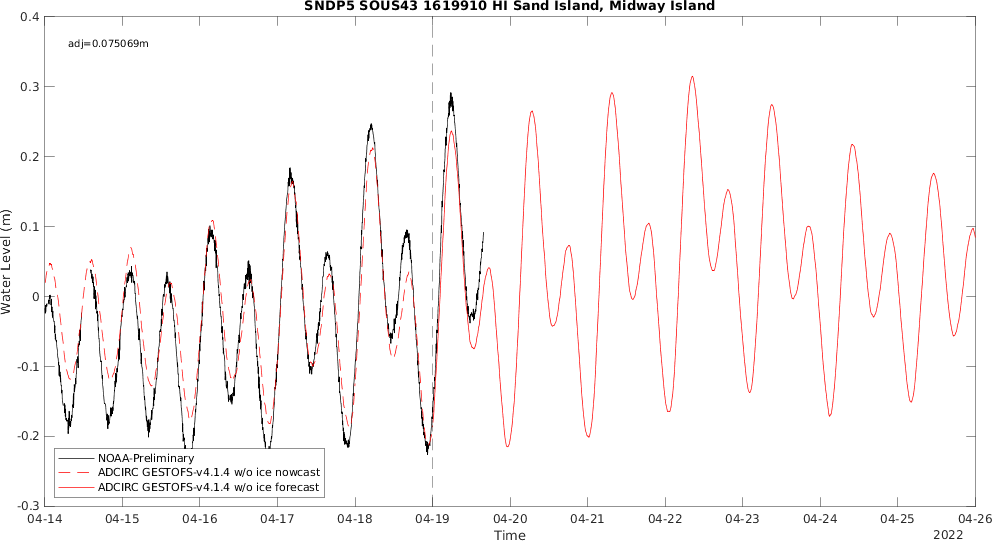 SNDP5 SOUS43 1619910 HI Sand Island, Midway Island
adj=0.075069m
Water Level (m)
0.4
0.3
0.2
0.1
0
-0.1
-0.2
-0.3
NOAA-Preliminary
ADCIRC GESTOFS-v4.1.4 w/o ice nowcast
ADCIRC GESTOFS-v4.1.4 w/o ice forecast
04-14 04-15 04-16 04-17 04-18 04-19 04-20 04-21 04-22 04-23 04-24 04-25 04-26
Time
2022